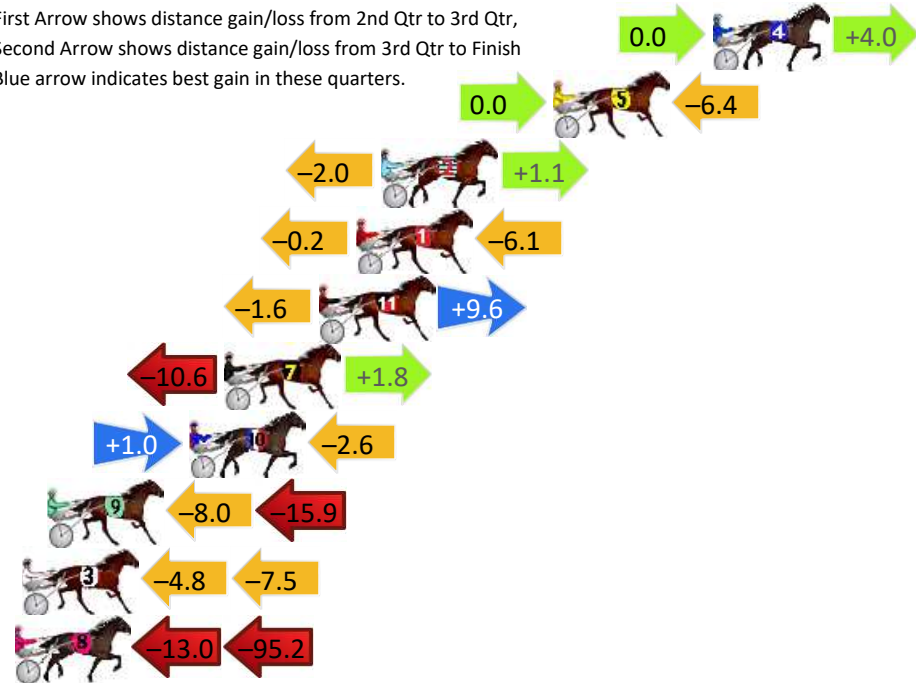 First Arrow shows distance gain/loss from 2nd Qtr to 3rd Qtr,
Second Arrow shows distance gain/loss from 3rd Qtr to Finish
Blue arrow indicates best gain in these quarters.
0.0 4 +4.0
0.0 5 –6.4
–2.0 2 +1.1
–0.2 1 –6.1
–1.6 11 +9.6
–10.6 7 +1.8
+1.0 10 –2.6
9 –8.0 –15.9
3 –4.8 –7.5
8 –13.0 –95.2